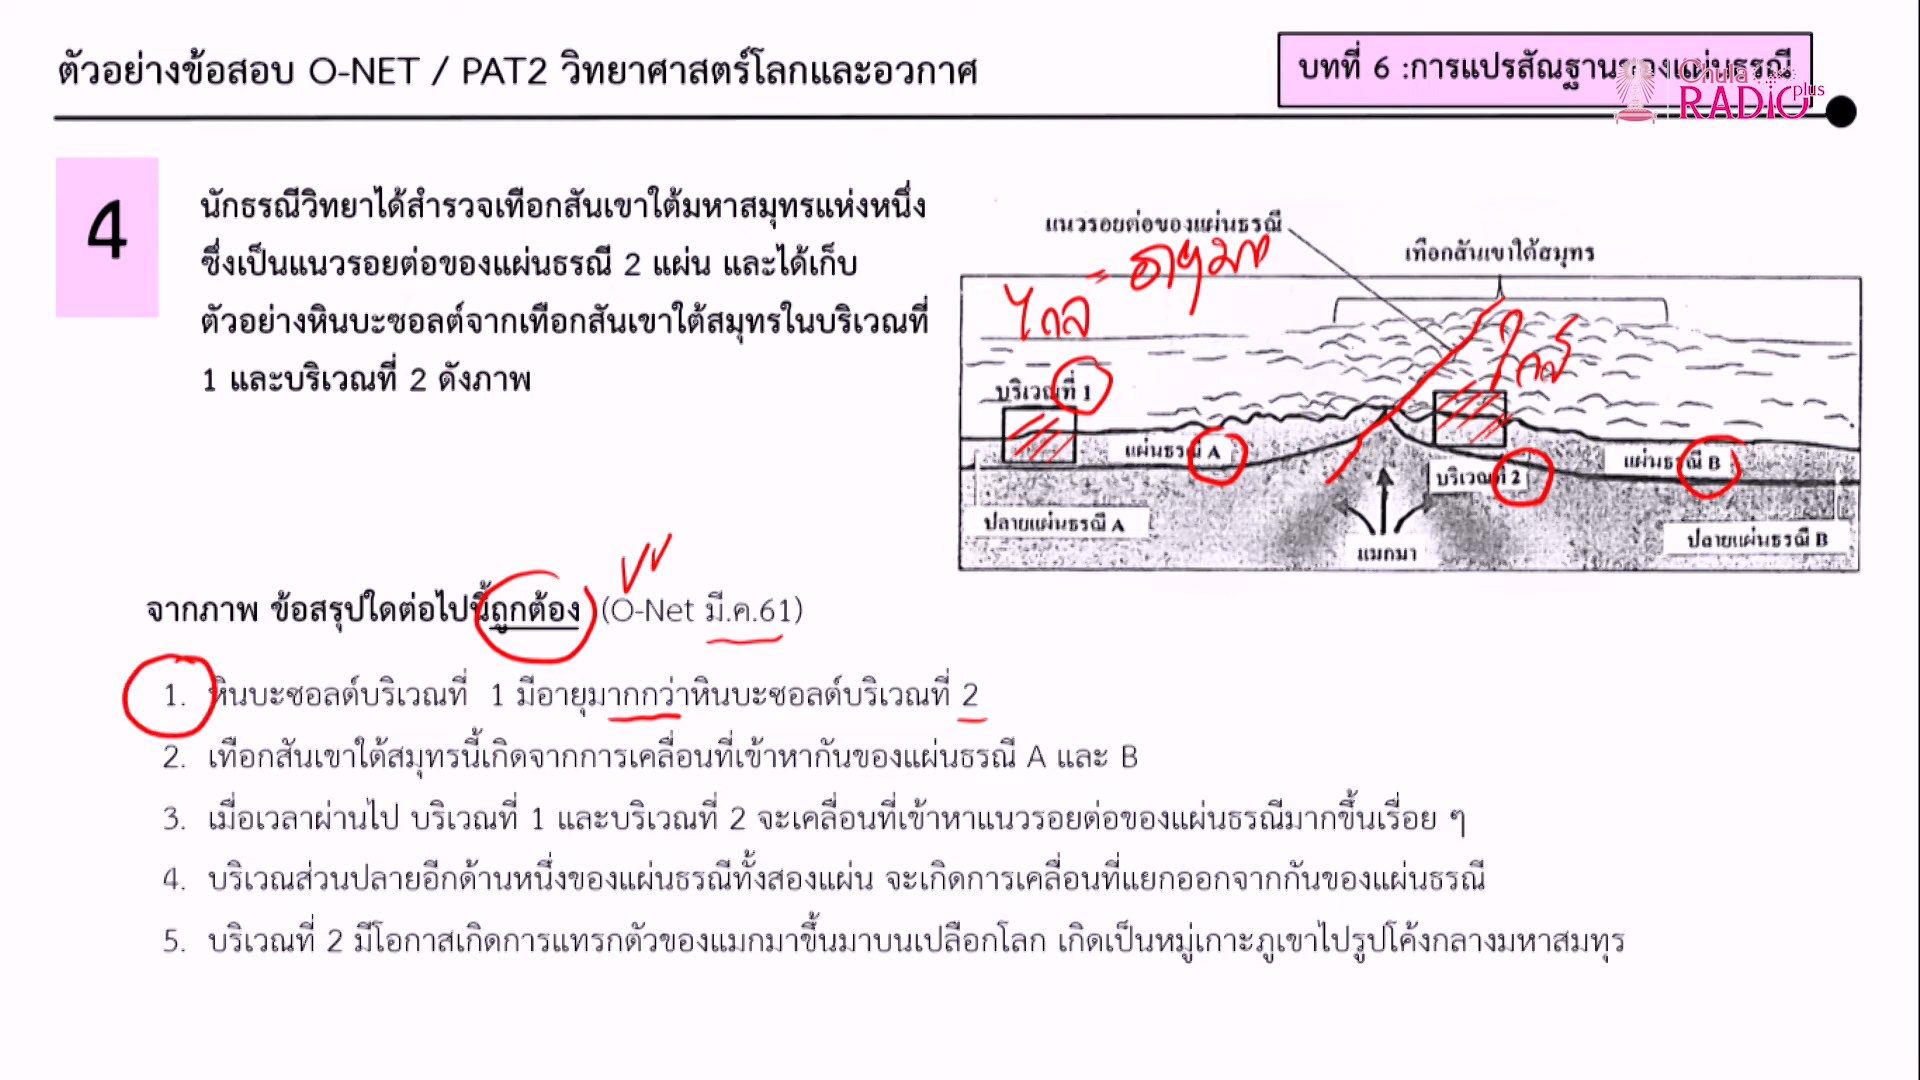 ตัวอย่างข้อสอบ O-NET / PAT2 วิทยาศาสตร์โลกและอวกาศ
บทที่ 6 :การแปรสัณฐานของแผ่นธรณี
Chula
RADIO plus
4
นักธรณีวิทยาได้สำรวจเทือกสันเขาใต้มหาสมุทรแห่งหนึ่ง
ซึ่งเป็นแนวรอยต่อของแผ่นธรณี 2 แผ่น และได้เก็บ
ตัวอย่างหินบะซอลต์จากเทือกสันเขาใต้สมุทรในบริเวณที่
1 และบริเวณที่ 2 ดังภาพ
แนวรอยต่อของแผ่นธรณี
เทือกสันเขาใต้สมุทร
ไกล = อายุมาก
ใกล้
บริเวณที่ 1
แผ่นธรณี A
บริเวณที่ 2
แผ่นธรณี B
ปลายแผ่นธรณี A
แมกมา
ปลายแผ่นธรณี B
จากภาพ ข้อสรุปใดต่อไปนี้ถูกต้อง (O-Net มี.ค.61)
1. หินบะซอลต์บริเวณที่ 1 มีอายุมากกว่าหินบะซอลต์บริเวณที่ 2
2. เทือกสันเขาใต้สมุทรนี้เกิดจากการเคลื่อนที่เข้าหากันของแผ่นธรณี A และ B
3. เมื่อเวลาผ่านไป บริเวณที่ 1 และบริเวณที่ 2 จะเคลื่อนที่เข้าหาแนวรอยต่อของแผ่นธรณีมากขึ้นเรื่อย ๆ
4. บริเวณส่วนปลายอีกด้านหนึ่งของแผ่นธรณีทั้งสองแผ่น จะเกิดการเคลื่อนที่แยกออกจากกันของแผ่นธรณี
5. บริเวณที่ 2 มีโอกาสเกิดการแทรกตัวของแมกมาขึ้นมาบนเปลือกโลก เกิดเป็นหมู่เกาะภูเขาไปรูปโค้งกลางมหาสมทุร